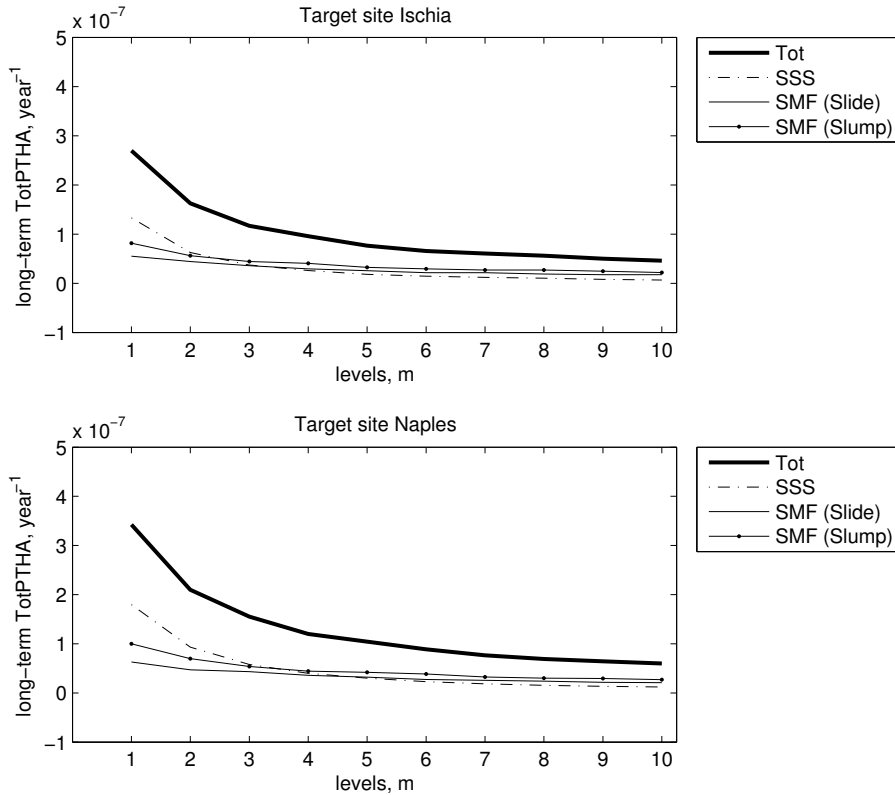 Target site Ischia
x 10⁻⁷
5
4
3
2
1
0
−1
long−term TotPTHA, year⁻¹
1 2 3 4 5 6 7 8 9 10
levels, m
Tot
SSS
SMF (Slide)
SMF (Slump)
Target site Naples
x 10⁻⁷
5
4
3
2
1
0
−1
long−term TotPTHA, year⁻¹
1 2 3 4 5 6 7 8 9 10
levels, m
Tot
SSS
SMF (Slide)
SMF (Slump)